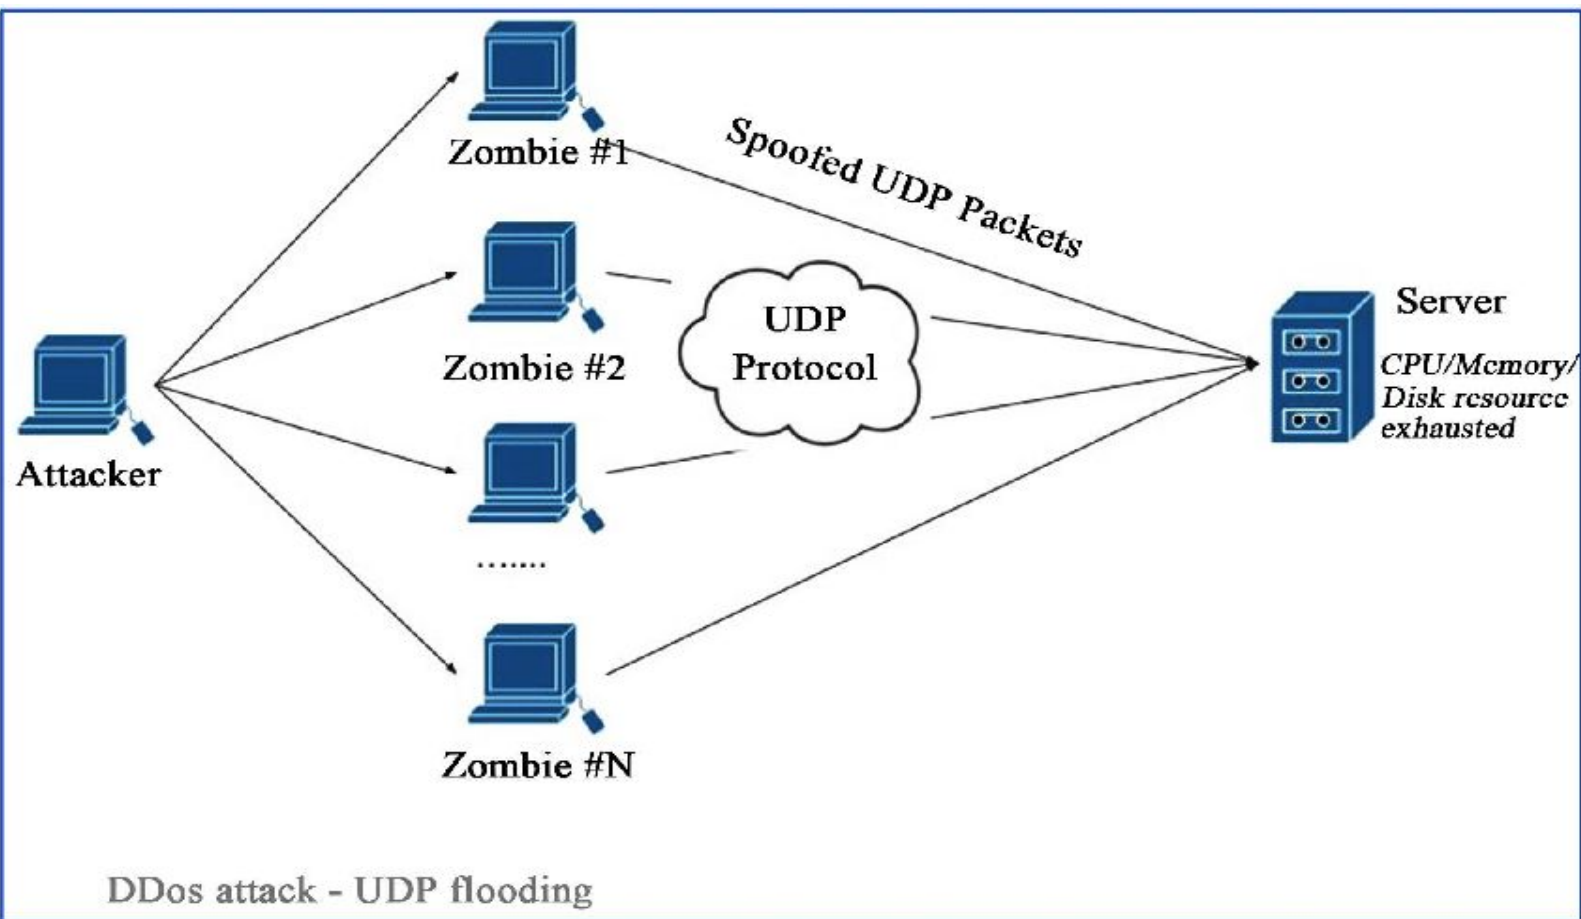 Zombie #1
Spoofed UDP Packets
Zombie #2
UDP
Protocol
Server
CPU/Memory/
Disk resource
exhausted
Attacker
.......
Zombie #N
DDos attack - UDP flooding